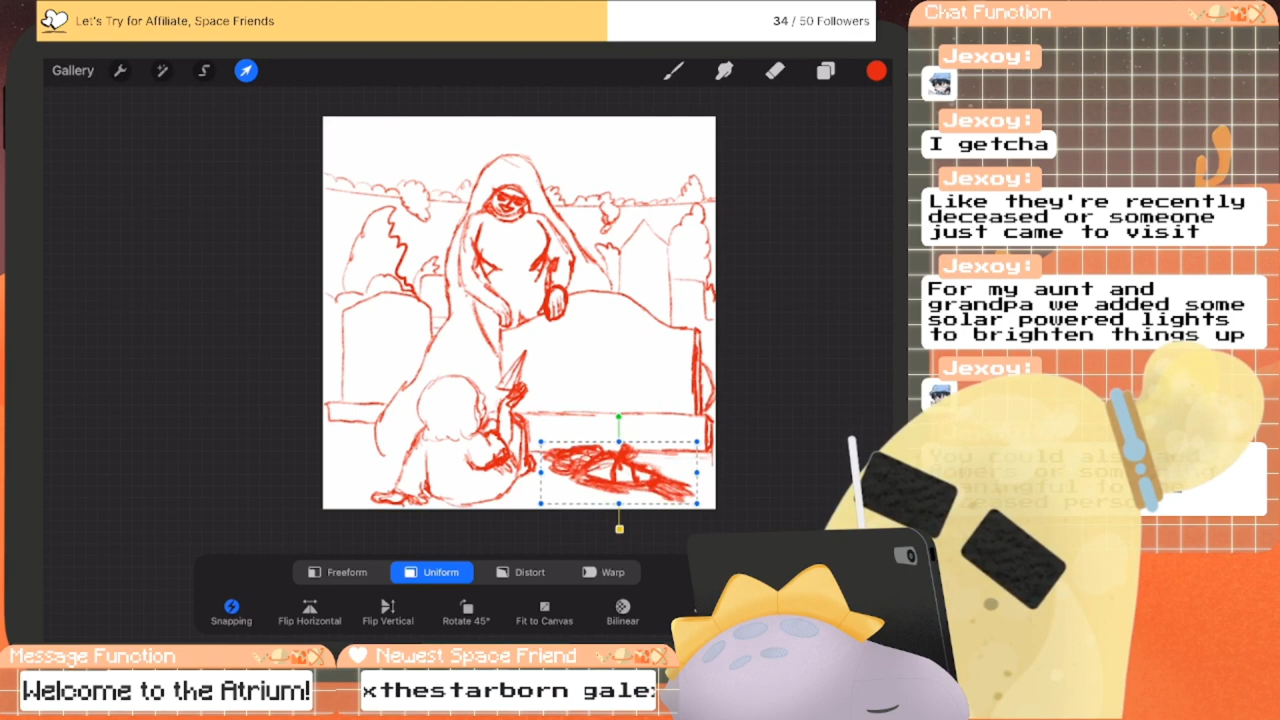 Let's Try for Affiliate, Space Friends
34 / 50 Followers
Gallery
Freeform
Uniform
Distort
Warp
Snapping
Flip Horizontal
Flip Vertical
Rotate 45°
Fit to Canvas
Bilinear
Chat Function
Jexoy:
Jexoy:
I getcha
Jexoy:
Like they're recently
deceased or someone
just came to visit
Jexoy:
For my aunt and
grandpa we added some
solar powered lights
to brighten things up
Jexoy:
You could also
Message Function
Welcome to the Atrium!
Newest Space Friend
xthestarborn gale